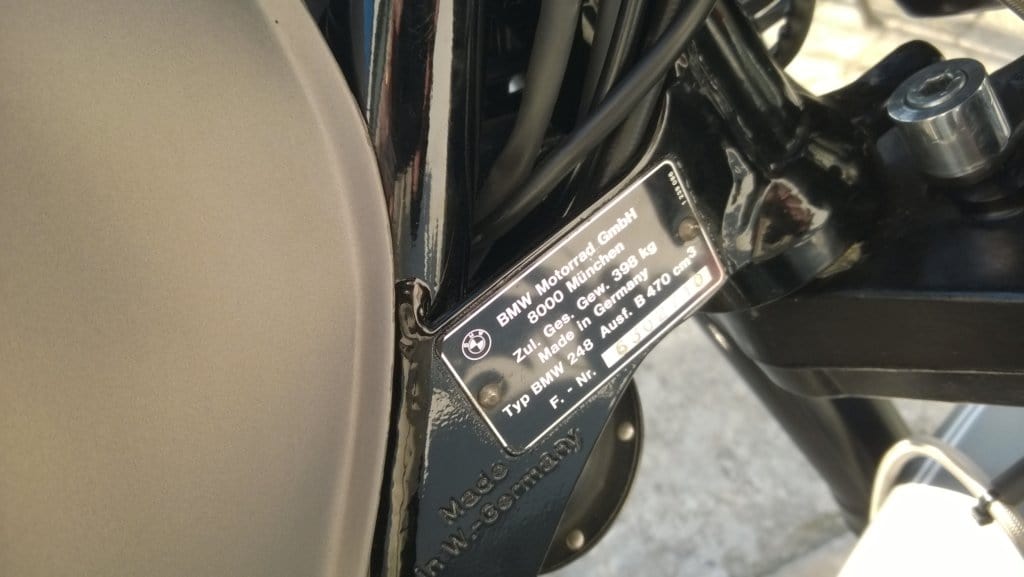 BMW Motorrad GmbH
8000 München
Zul. Ges. Gew. 398 kg
Made in Germany
Typ BMW 248 Ausf. B 470 cm³
F. - Nr.
Made
in W.-Germany